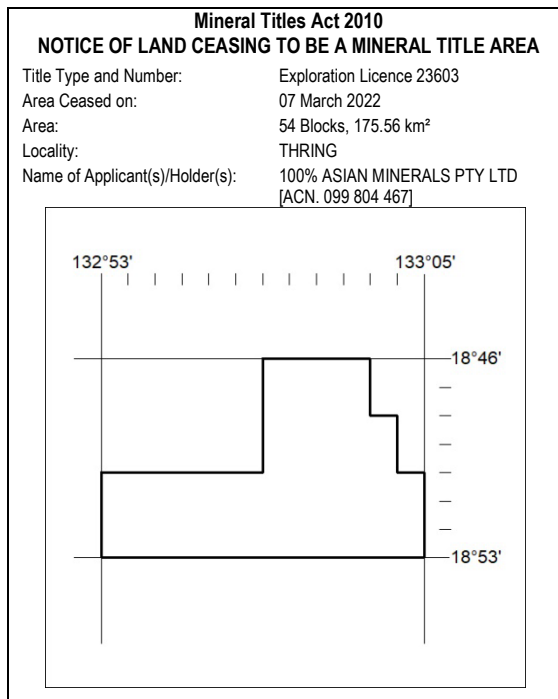 Mineral Titles Act 2010
NOTICE OF LAND CEASING TO BE A MINERAL TITLE AREA
Title Type and Number: Exploration Licence 23603
Area Ceased on: 07 March 2022
Area: 54 Blocks, 175.56 km²
Locality: THRING
Name of Applicant(s)/Holder(s): 100% ASIAN MINERALS PTY LTD
[ACN. 099 804 467]
132°53' 133°05'
18°46'
18°53'